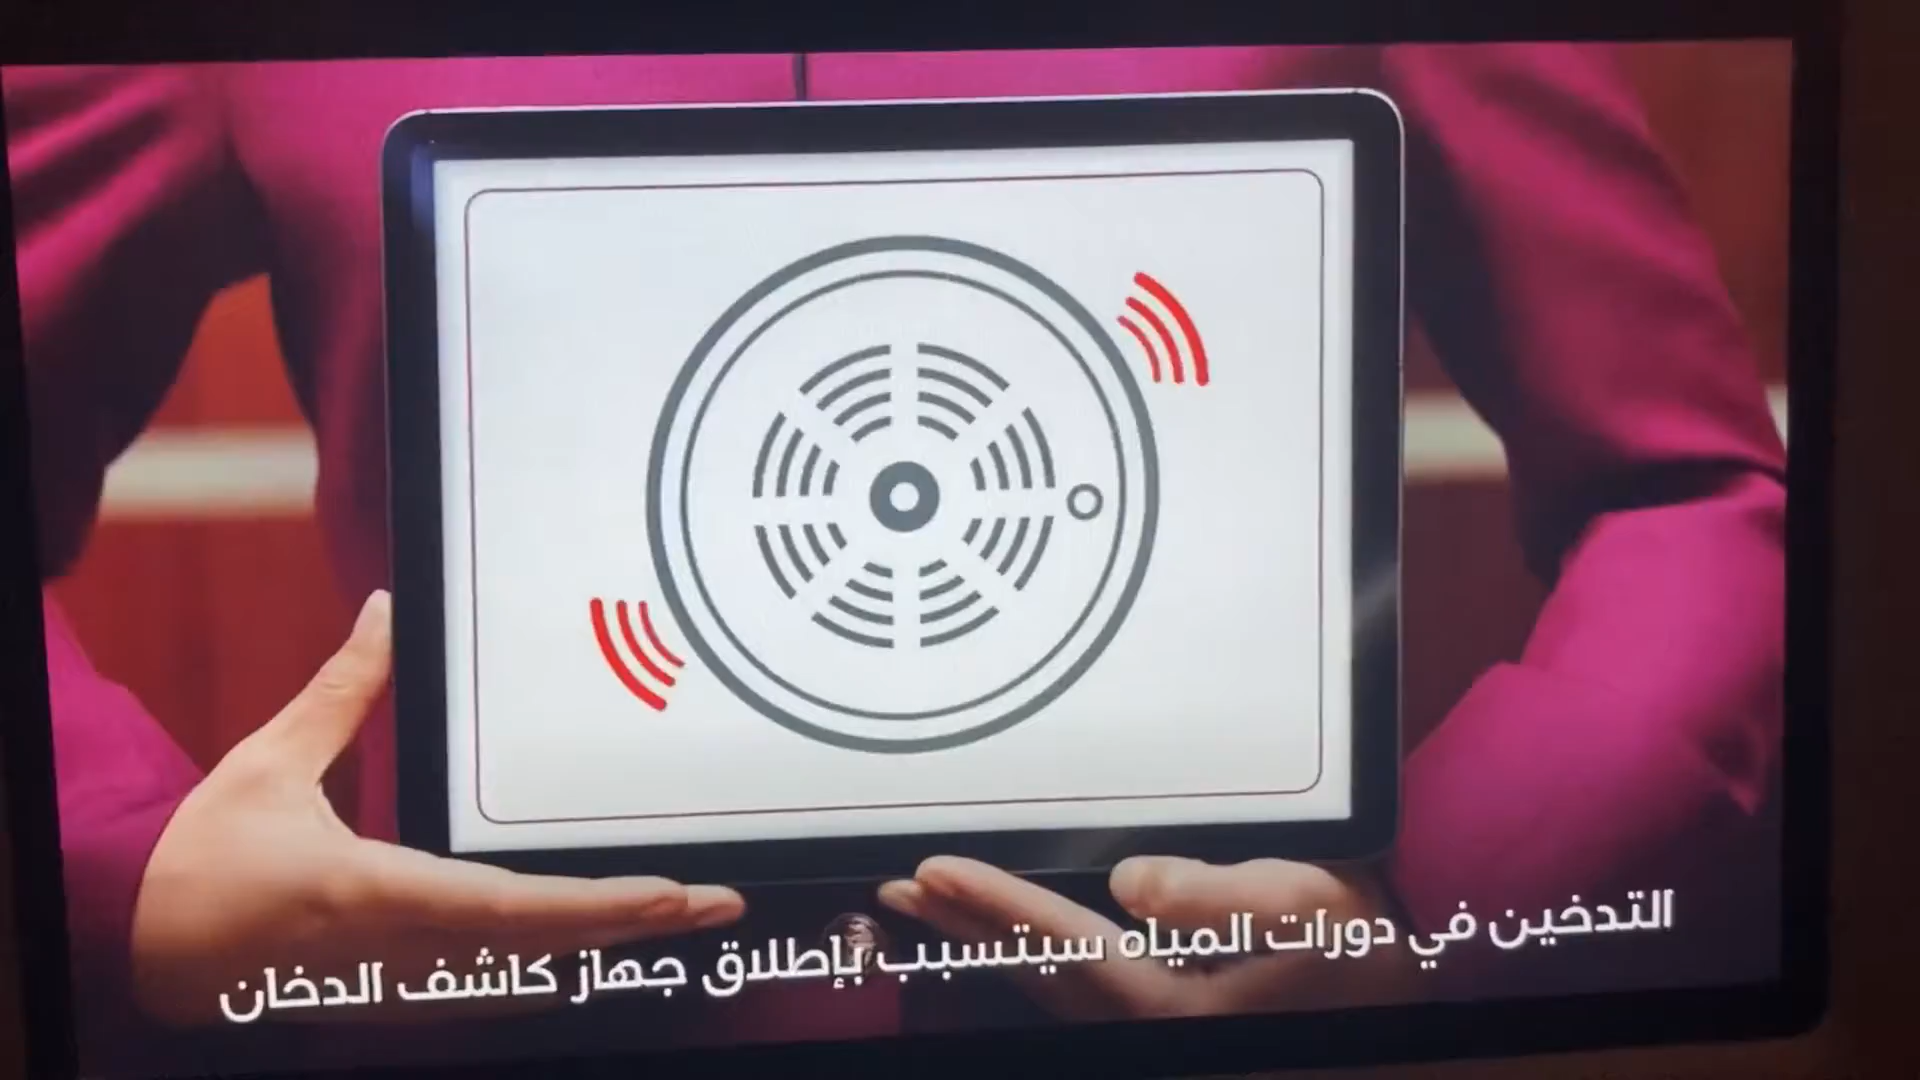 التدخين في دورات المياه سيتسبب بإطلاق جهاز كاشف الدخان